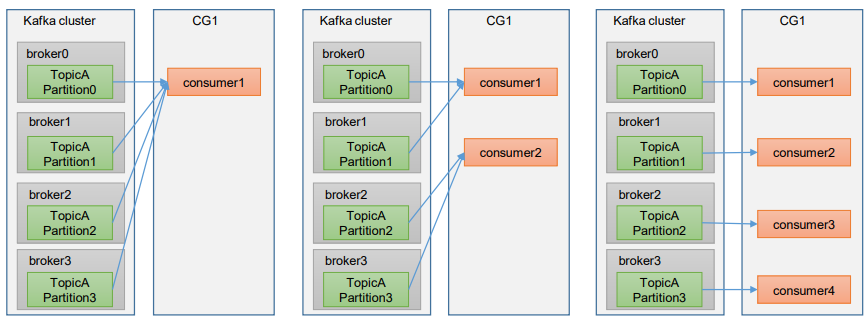 Kafka cluster
CG1
broker0
TopicA
Partition0
consumer1
broker1
TopicA
Partition1
broker2
TopicA
Partition2
broker3
TopicA
Partition3
Kafka cluster
CG1
broker0
TopicA
Partition0
consumer1
broker1
TopicA
Partition1
consumer2
broker2
TopicA
Partition2
broker3
TopicA
Partition3
Kafka cluster
CG1
broker0
TopicA
Partition0
consumer1
broker1
TopicA
Partition1
consumer2
broker2
TopicA
Partition2
consumer3
broker3
TopicA
Partition3
consumer4